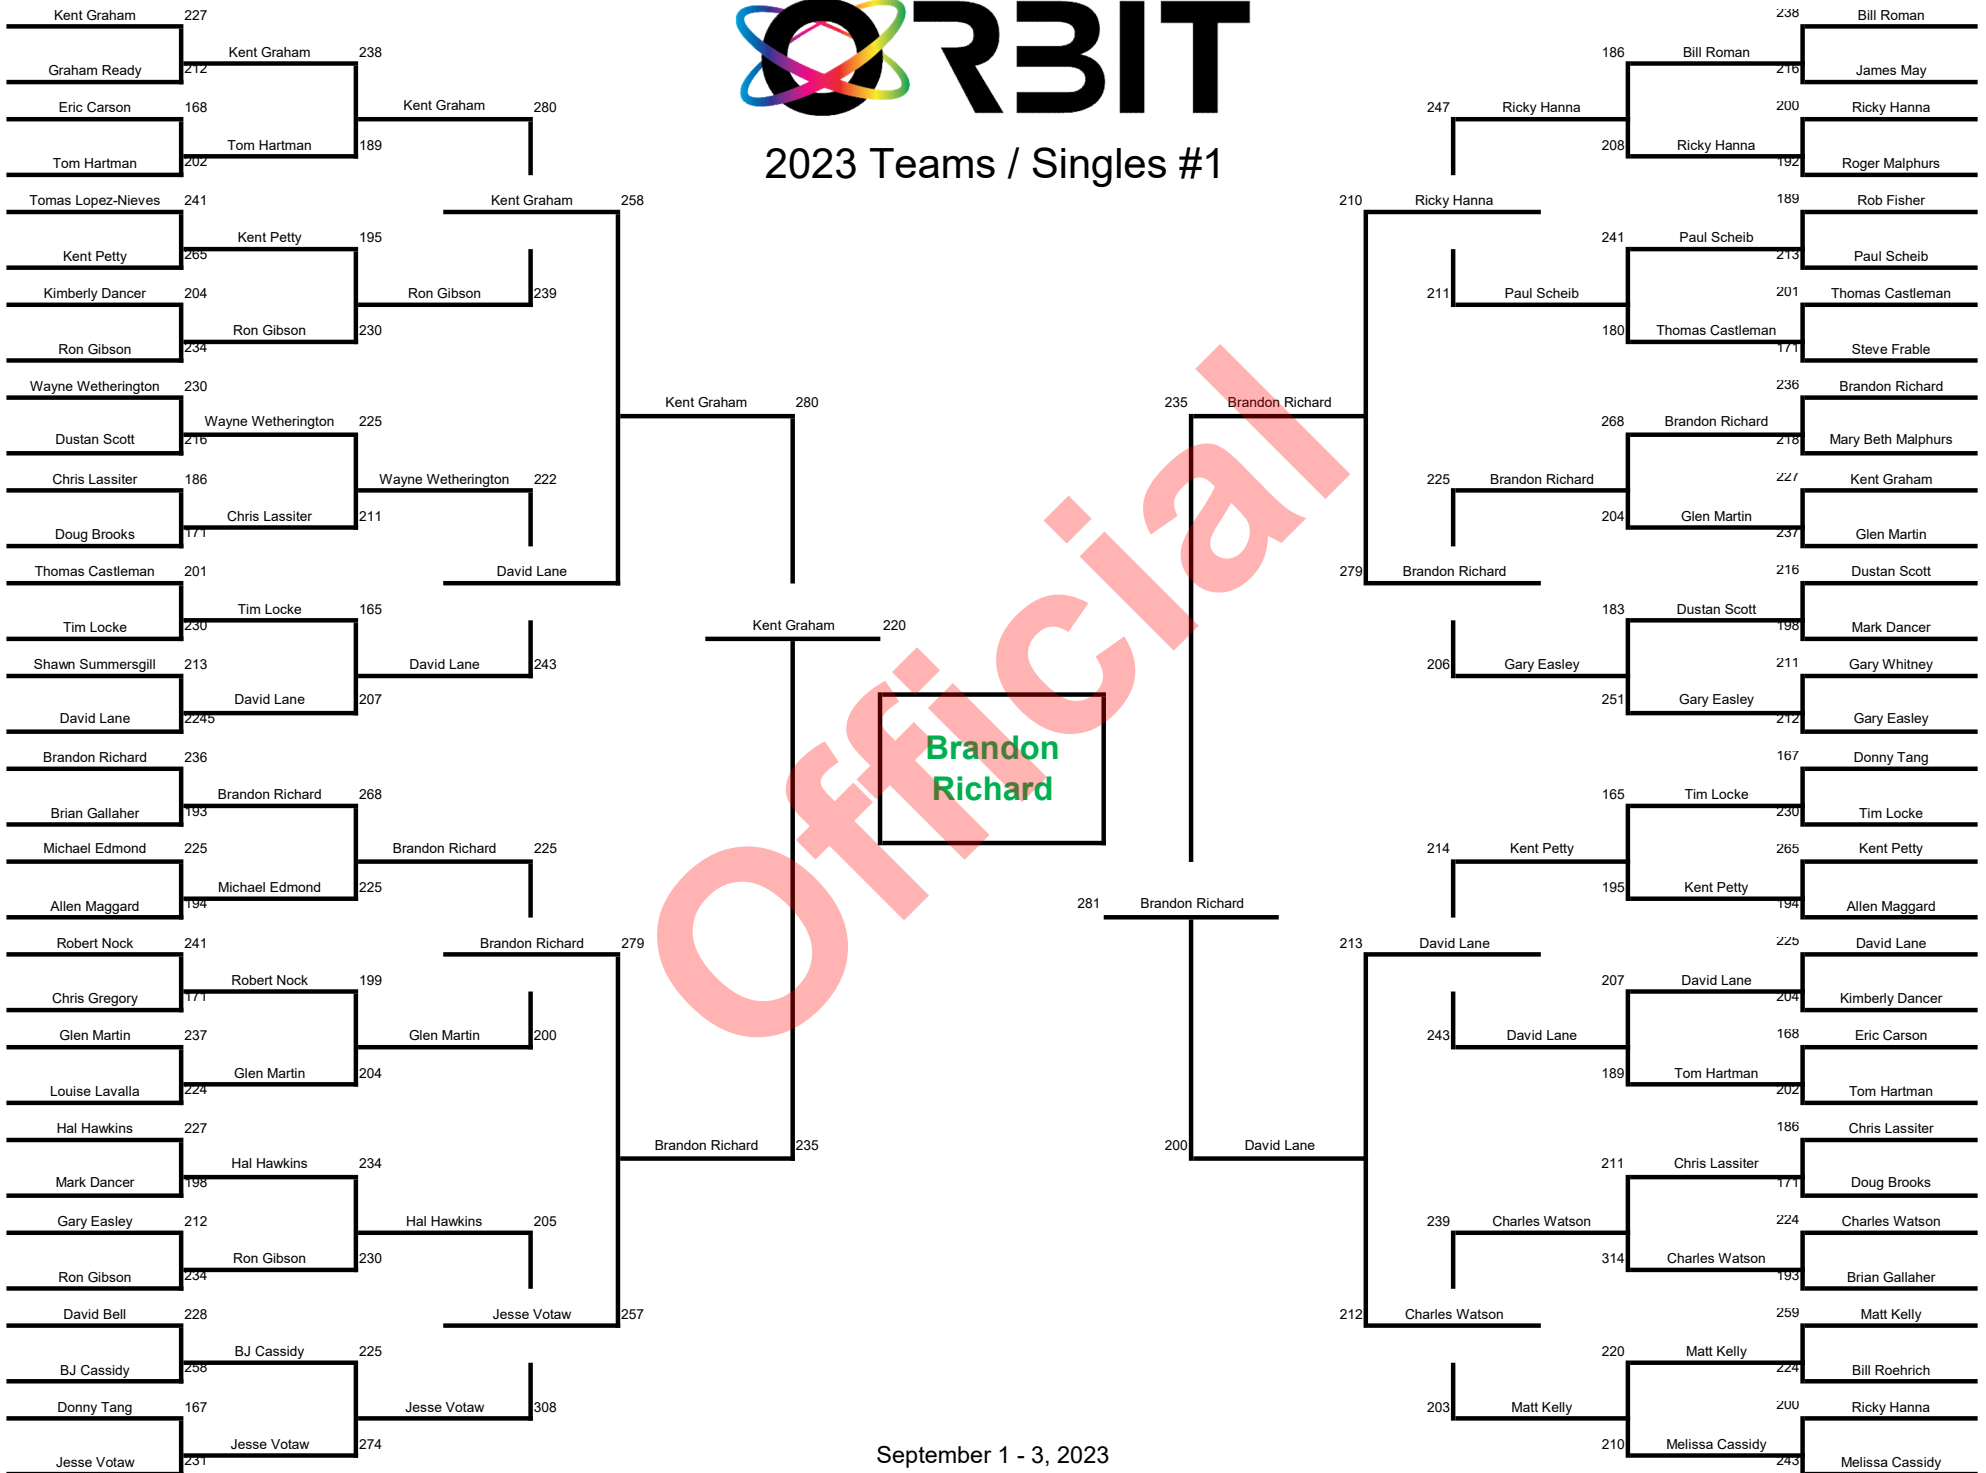 ORBIT
2023 Teams / Singles #1
Kent Graham 227
Graham Ready 212
Eric Carson 168
Tom Hartman 202
Tomas Lopez-Nieves 241
Kent Petty 265
Kimberly Dancer 204
Ron Gibson 234
Wayne Wetherington 230
Dustan Scott 216
Chris Lassiter 186
Doug Brooks 171
Thomas Castleman 201
Tim Locke 230
Shawn Summersgill 213
David Lane 2245
Brandon Richard 236
Brian Gallaher 193
Michael Edmond 225
Allen Maggard 194
Robert Nock 241
Chris Gregory 171
Glen Martin 237
Louise Lavalla 224
Hal Hawkins 227
Mark Dancer 198
Gary Easley 212
Ron Gibson 234
David Bell 228
BJ Cassidy 258
Donny Tang 167
Jesse Votaw 231
Kent Graham 238
Tom Hartman 189
Kent Petty 195
Ron Gibson 230
Wayne Wetherington 225
Chris Lassiter 211
Tim Locke 165
David Lane 207
Brandon Richard 268
Michael Edmond 225
Robert Nock 199
Glen Martin 204
Hal Hawkins 234
Ron Gibson 230
BJ Cassidy 225
Jesse Votaw 274
Kent Graham 280
Ron Gibson 239
Wayne Wetherington 222
David Lane 243
Brandon Richard 225
Glen Martin 200
Hal Hawkins 205
Jesse Votaw 308
Kent Graham 258
David Lane
Brandon Richard 279
Jesse Votaw 257
Kent Graham 280
Brandon Richard 235
Kent Graham 220
Brandon
Richard
Official
281 Brandon Richard
235 Brandon Richard
200 David Lane
210 Ricky Hanna
279 Brandon Richard
213 David Lane
212 Charles Watson
247 Ricky Hanna
211 Paul Scheib
225 Brandon Richard
206 Gary Easley
214 Kent Petty
243 David Lane
239 Charles Watson
203 Matt Kelly
186 Bill Roman
208 Ricky Hanna
241 Paul Scheib
180 Thomas Castleman
268 Brandon Richard
204 Glen Martin
183 Dustan Scott
251 Gary Easley
165 Tim Locke
195 Kent Petty
207 David Lane
189 Tom Hartman
211 Chris Lassiter
314 Charles Watson
220 Matt Kelly
210 Melissa Cassidy
238 Bill Roman
216 James May
200 Ricky Hanna
192 Roger Malphurs
189 Rob Fisher
213 Paul Scheib
201 Thomas Castleman
171 Steve Frable
236 Brandon Richard
218 Mary Beth Malphurs
227 Kent Graham
237 Glen Martin
216 Dustan Scott
198 Mark Dancer
211 Gary Whitney
212 Gary Easley
167 Donny Tang
230 Tim Locke
265 Kent Petty
194 Allen Maggard
225 David Lane
204 Kimberly Dancer
168 Eric Carson
202 Tom Hartman
186 Chris Lassiter
171 Doug Brooks
224 Charles Watson
193 Brian Gallaher
259 Matt Kelly
224 Bill Roehrich
200 Ricky Hanna
243 Melissa Cassidy
September 1 - 3, 2023